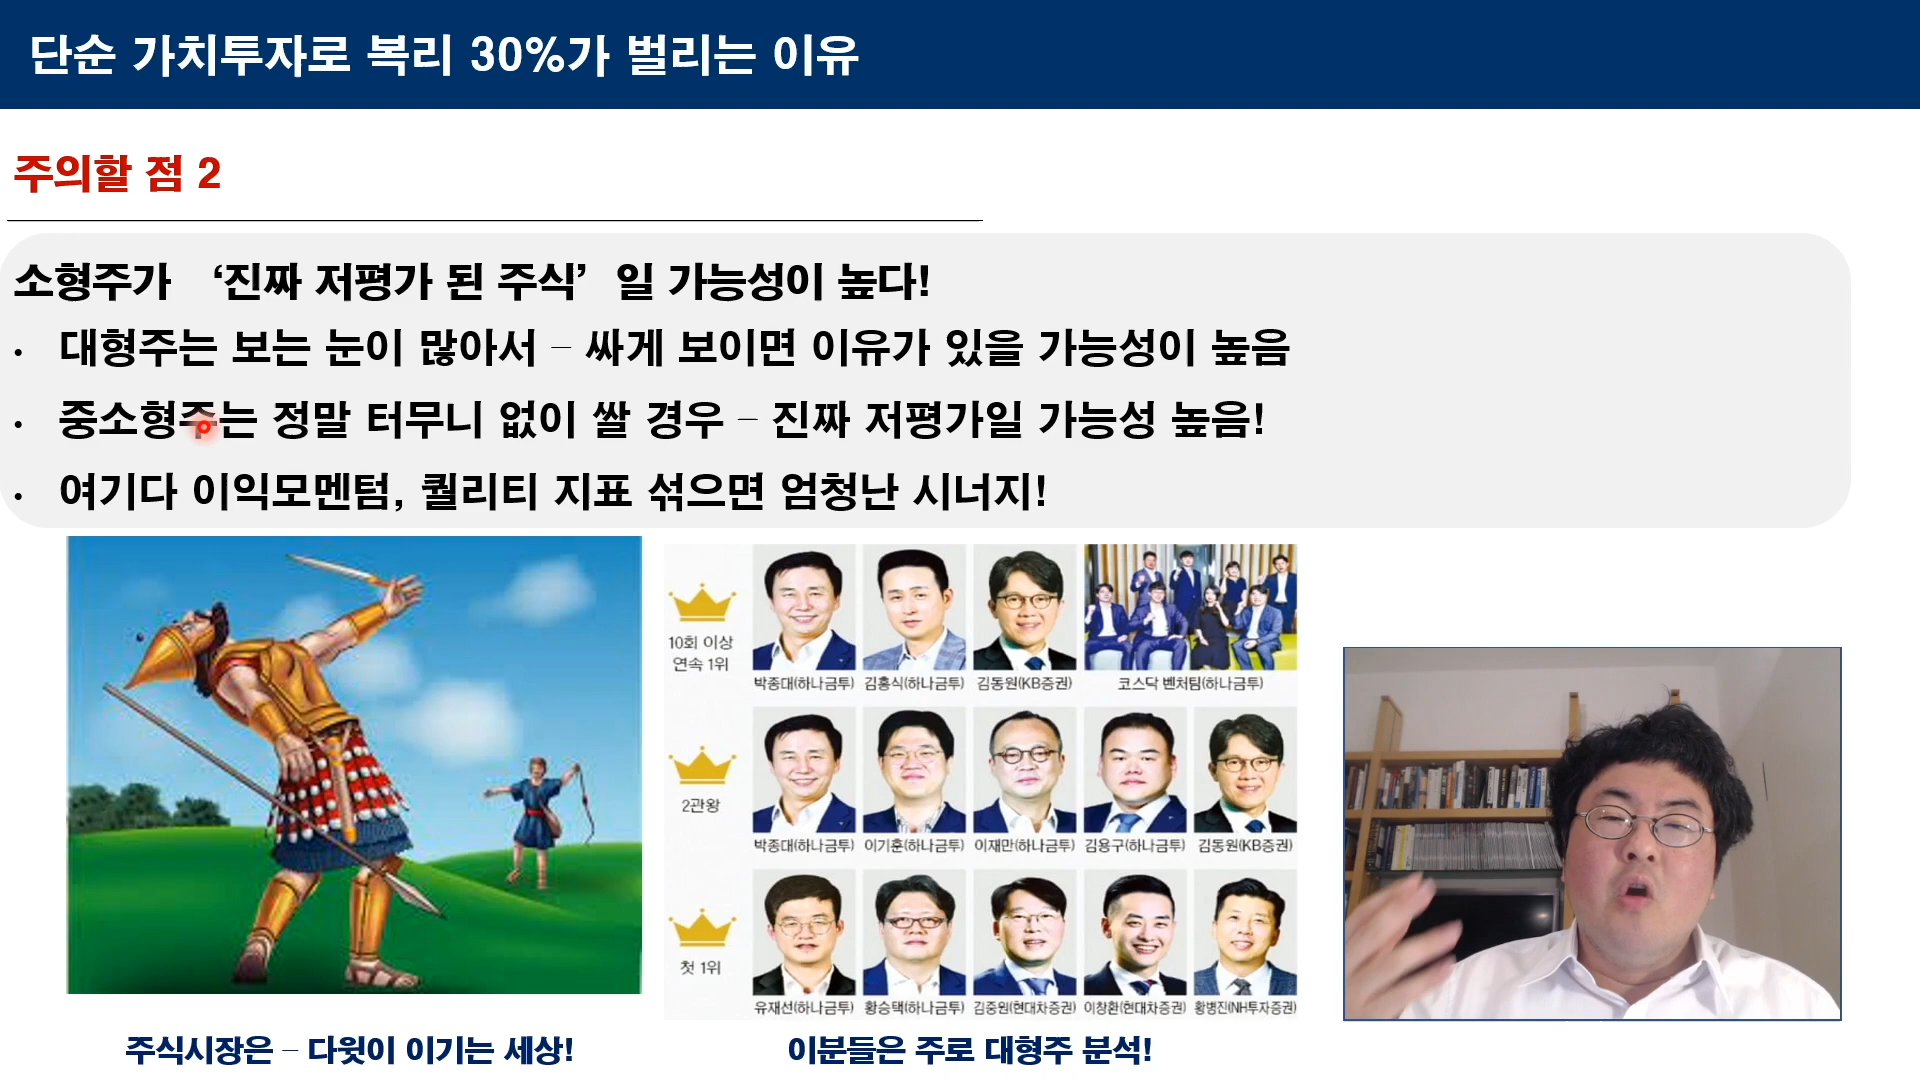 단순 가치투자로 복리 30%가 벌리는 이유
주의할 점 2
소형주가 ‘진짜 저평가 된 주식’ 일 가능성이 높다!
• 대형주는 보는 눈이 많아서 – 싸게 보이면 이유가 있을 가능성이 높음
• 중소형주는 정말 터무니 없이 쌀 경우 – 진짜 저평가일 가능성 높음!
• 여기다 이익모멘텀, 퀄리티 지표 섞으면 엄청난 시너지!
10회 이상
연속 1위
박종대(하나금투) 김홍식(하나금투) 김동원(KB증권) 코스닥 벤처팀(하나금투)
2관왕
박종대(하나금투) 이기훈(하나금투) 이재만(하나금투) 김용구(하나금투) 김동원(KB증권)
첫 1위
유재선(하나금투) 황승택(하나금투) 김중원(현대차증권) 이창환(현대차증권) 황병진(NH투자증권)
주식시장은 – 다윗이 이기는 세상!
이분들은 주로 대형주 분석!